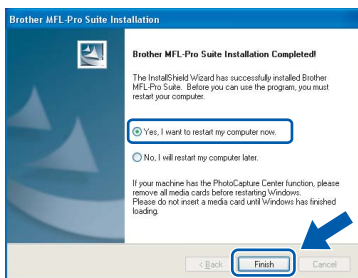 Brother MFL-Pro Suite Installation
Brother MFL-Pro Suite Installation Completed!
The InstallShield Wizard has successfully installed Brother
MFL-Pro Suite. Before you can use the program, you must
restart your computer.
Yes, I want to restart my computer now.
No, I will restart my computer later.
If your machine has the PhotoCapture Center function, please
remove all media cards before restarting Windows.
Please do not insert a media card until Windows has finished
loading.
< Back Finish Cancel